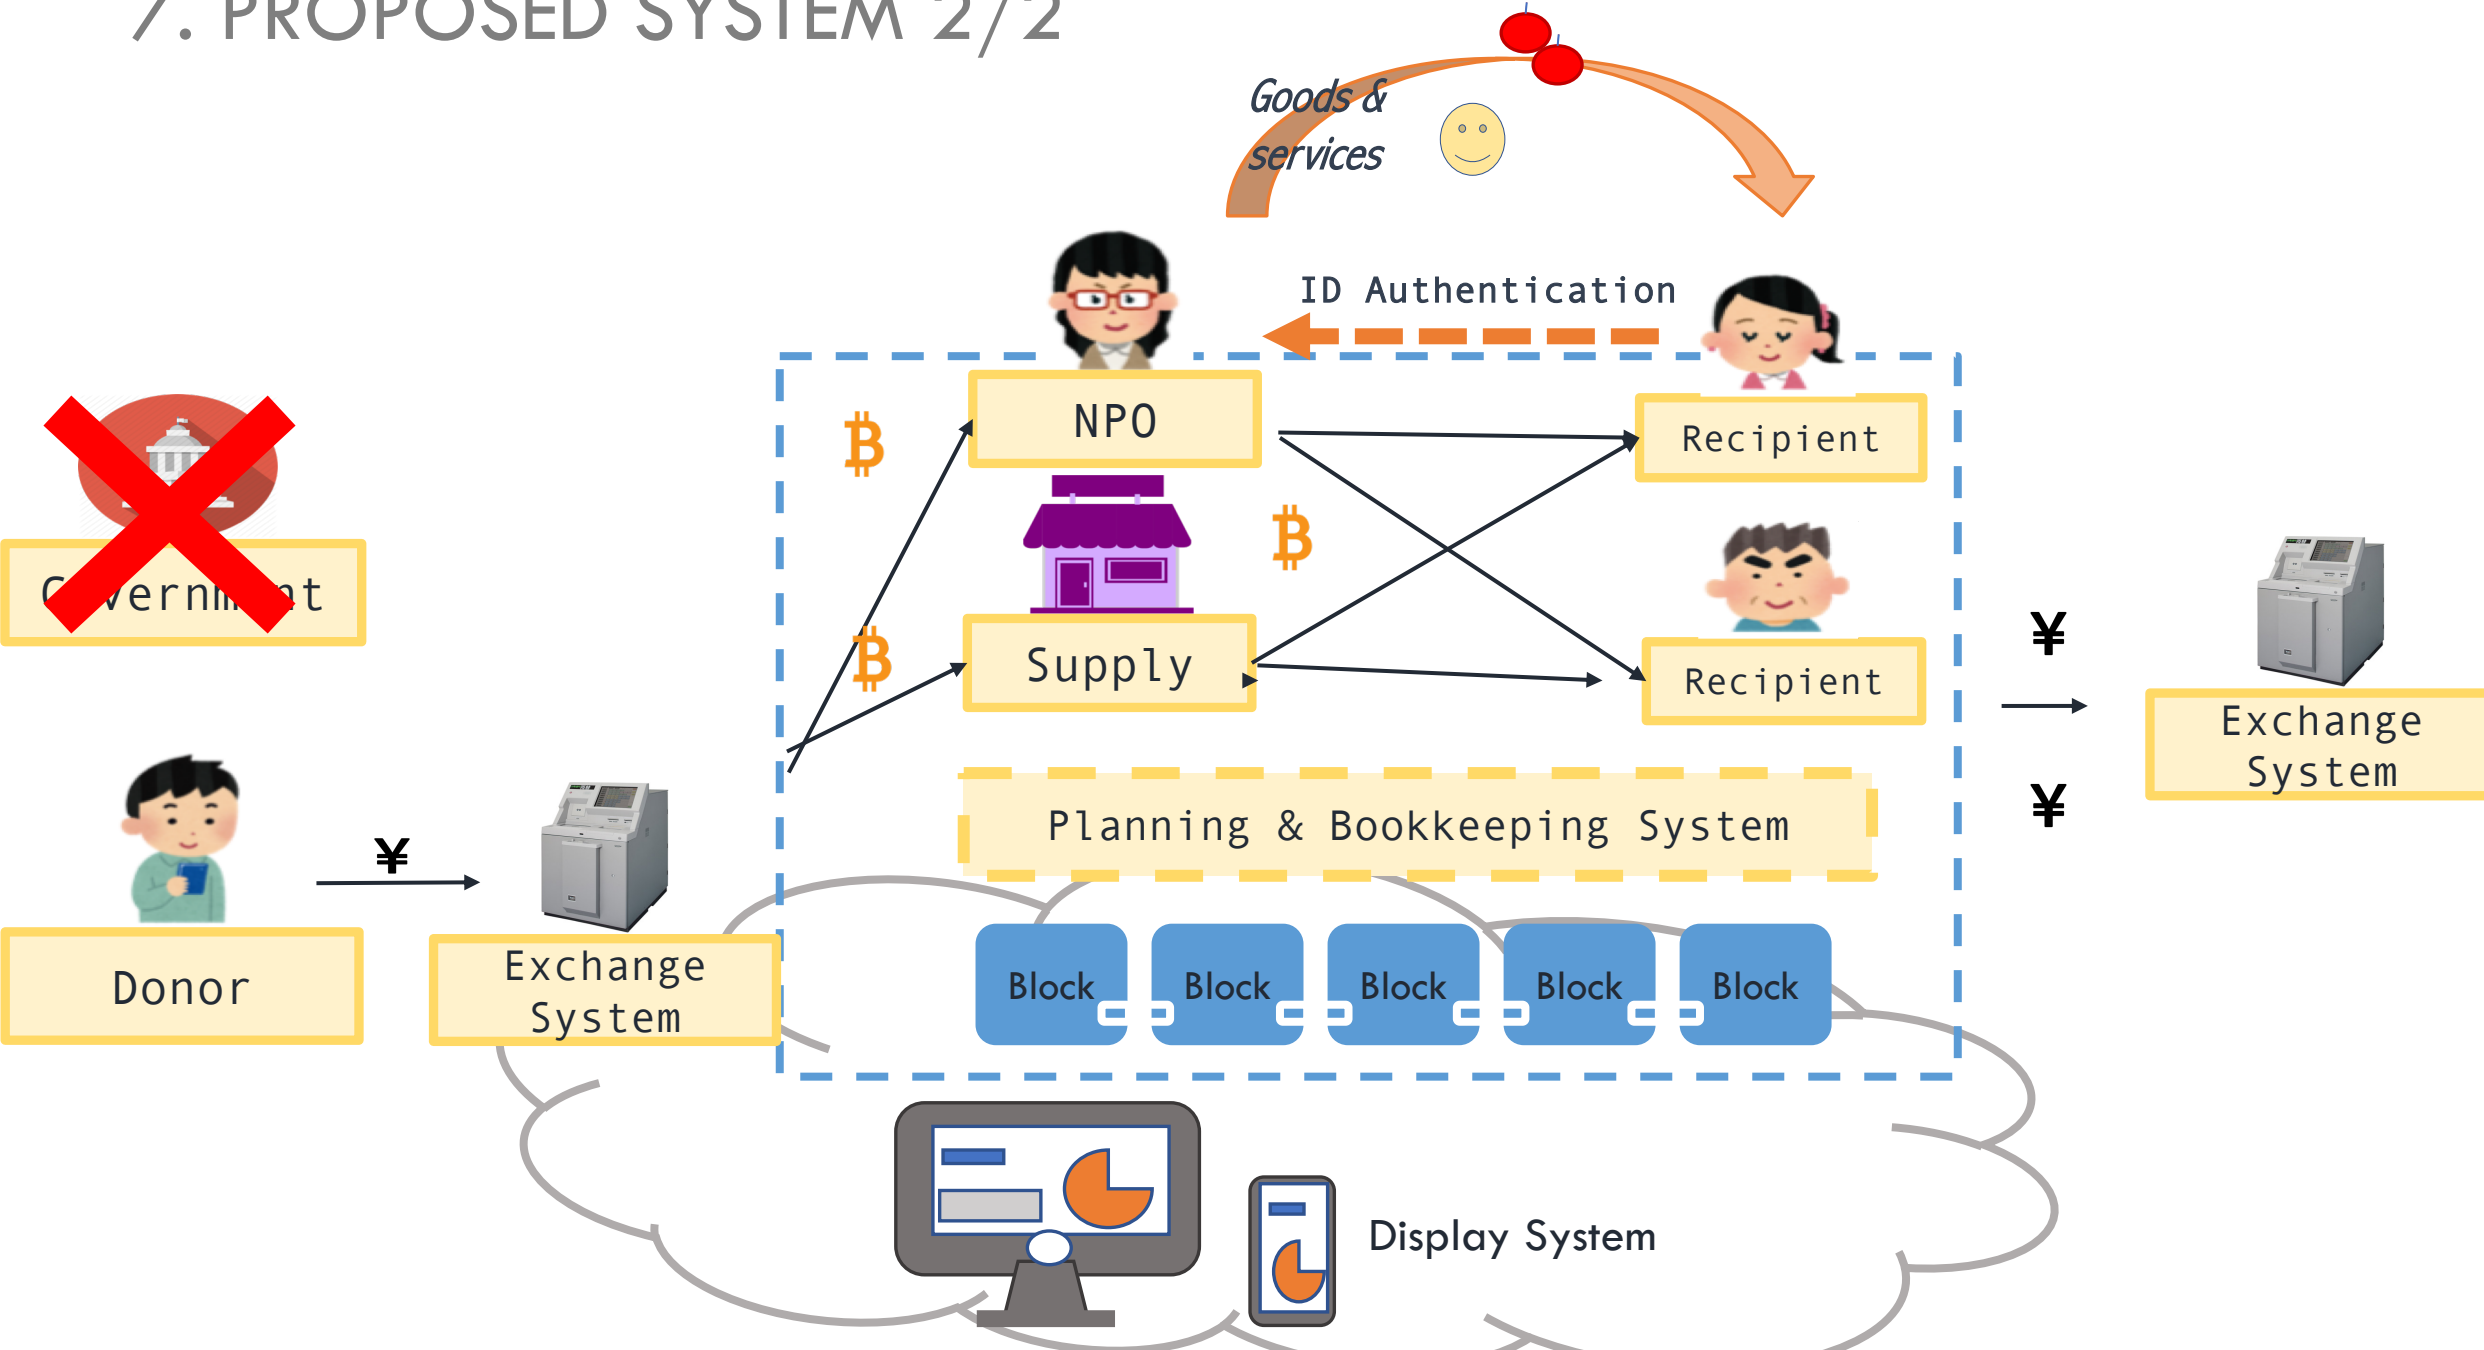 7. PROPOSED SYSTEM 2/2
Goods &
services
ID Authentication
NPO
Recipient
Government
Supply
Recipient
¥
Exchange
System
¥
Planning & Bookkeeping System
¥
Donor
Exchange
System
Block Block Block Block Block
Display System